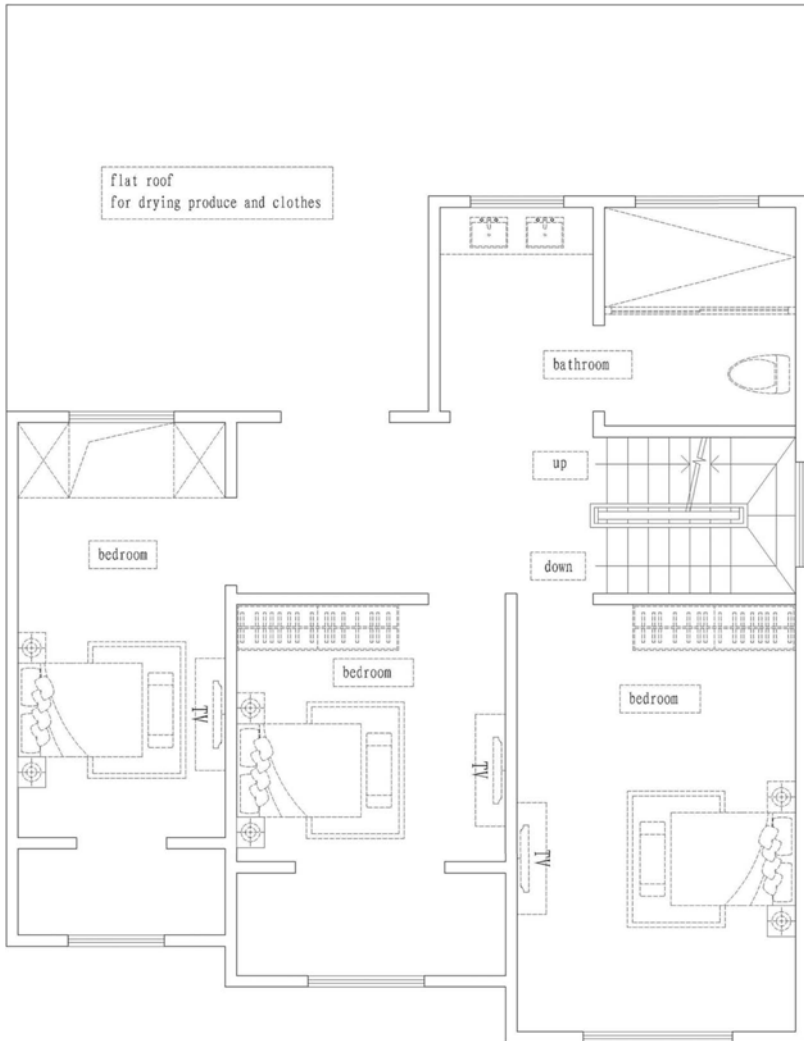 flat roof
for drying produce and clothes
bathroom
up
bedroom
down
bedroom
bedroom
TV
TV
TV